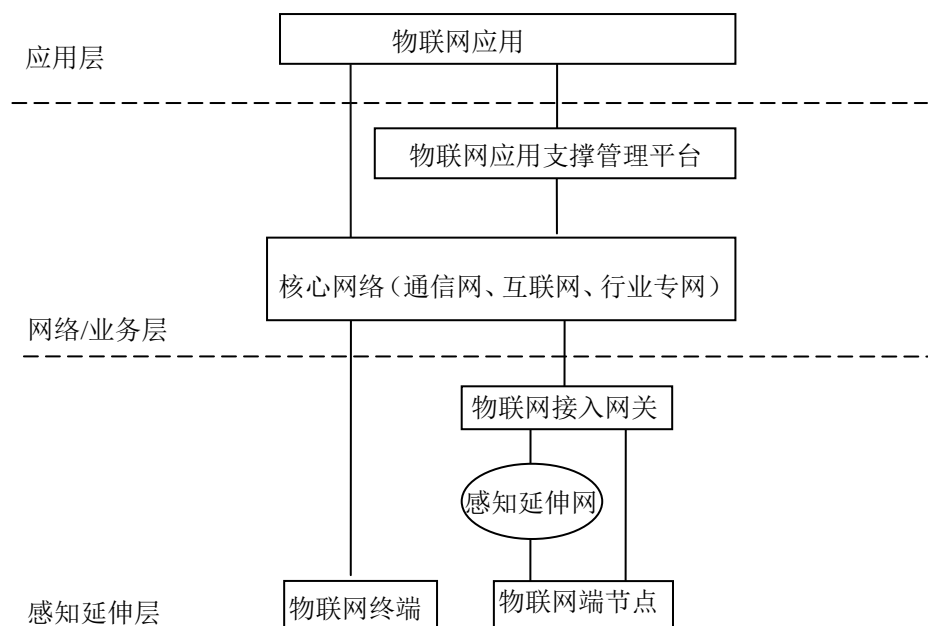 物联网应用
应用层
物联网应用支撑管理平台
核心网络(通信网、互联网、行业专网)
网络/业务层
物联网接入网关
感知延伸网
物联网终端
物联网端节点
感知延伸层